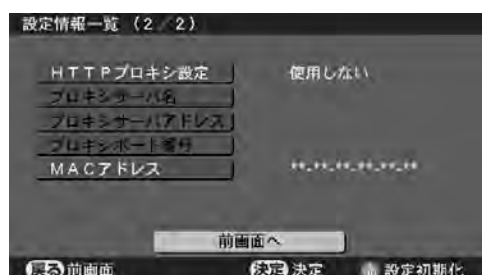 設定情報一覧 （2／2）
HTTPプロキシ設定 使用しない
プロキシサーバ名
プロキシサーバアドレス
プロキシポート番号
MACアドレス **-**-**-**-**-**
前画面へ
戻る 前画面 決定 決定 設定初期化